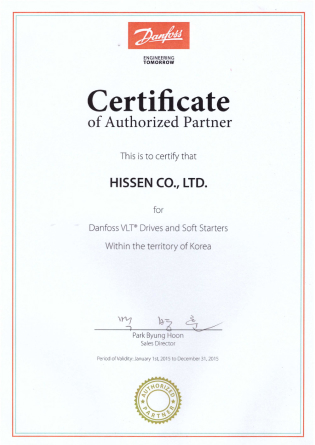 Danfoss
ENGINEERING
TOMORROW
Certificate
of Authorized Partner
This is to certify that
HISSEN CO., LTD.
for
Danfoss VLT® Drives and Soft Starters
Within the territory of Korea
Park Byung Hoon
Sales Director
Period of Validity: January 1st, 2015 to December 31, 2015
AUTHORIZED
PARTNER